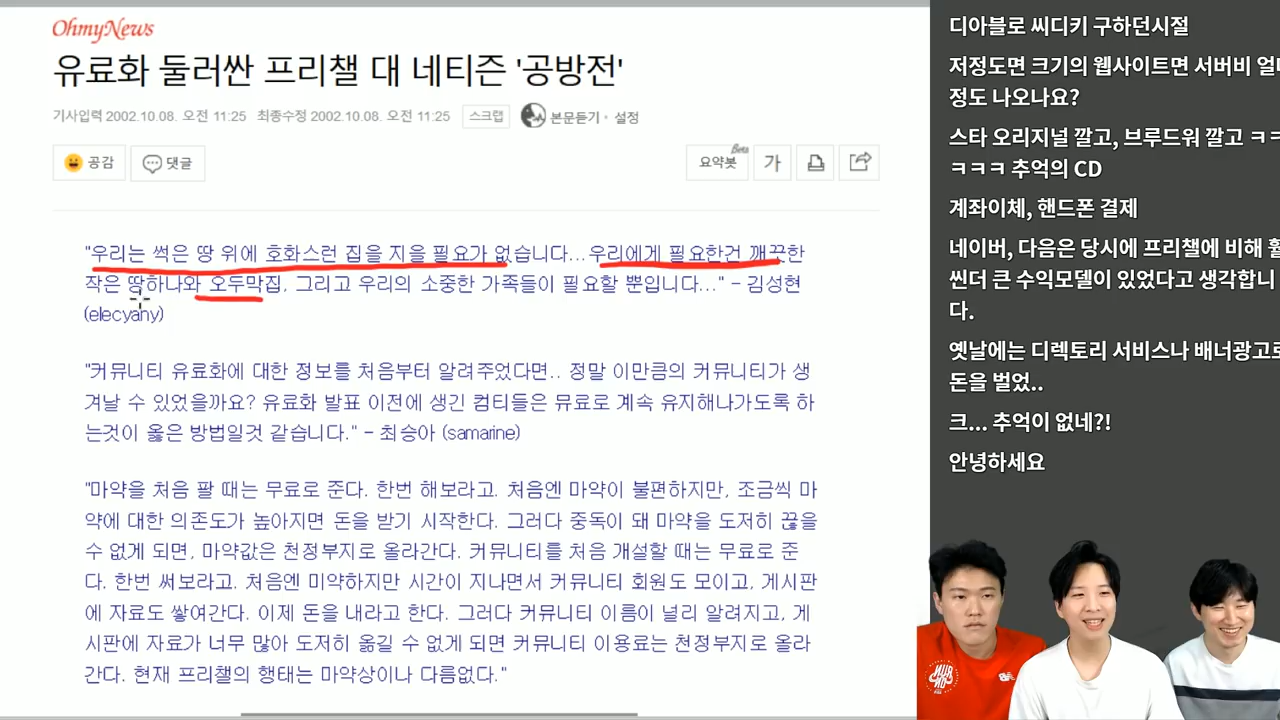 OhmyNews
유료화 둘러싼 프리챌 대 네티즌 '공방전'
기사입력 2002.10.08. 오전 11:25 최종수정 2002.10.08. 오전 11:25 스크랩 본문듣기 · 설정
공감 댓글 요약봇 Beta 가
"우리는 썩은 땅 위에 호화스런 집을 지을 필요가 없습니다...우리에게 필요한건 깨끗한
작은 땅하나와 오두막집, 그리고 우리의 소중한 가족들이 필요할 뿐입니다..." - 김성현
(elecyany)
"커뮤니티 유료화에 대한 정보를 처음부터 알려주었다면.. 정말 이만큼의 커뮤니티가 생
겨날 수 있었을까요? 유료화 발표 이전에 생긴 컴티들은 뮤료로 계속 유지해나가도록 하
는것이 옳은 방법일것 같습니다." - 최승아 (samarine)
"마약을 처음 팔 때는 무료로 준다. 한번 해보라고. 처음엔 마약이 불편하지만, 조금씩 마
약에 대한 의존도가 높아지면 돈을 받기 시작한다. 그러다 중독이 돼 마약을 도저히 끊을
수 없게 되면, 마약값은 천정부지로 올라간다. 커뮤니티를 처음 개설할 때는 무료로 준
다. 한번 써보라고. 처음엔 미약하지만 시간이 지나면서 커뮤니티 회원도 모이고, 게시판
에 자료도 쌓여간다. 이제 돈을 내라고 한다. 그러다 커뮤니티 이름이 널리 알려지고, 게
시판에 자료가 너무 많이 도저히 옮길 수 없게 되면 커뮤니티 이용료는 천정부지로 올라
간다. 현재 프리챌의 행태는 마약상이나 다름없다."
디아블로 씨디키 구하던시절
저정도면 크기의 웹사이트면 서버비 얼마
정도 나오나요?
스타 오리지널 깔고, 브루드워 깔고 ㅋㅋ
ㅋㅋㅋ 추억의 CD
계좌이체, 핸드폰 결제
네이버, 다음은 당시에 프리챌에 비해 훨
씬더 큰 수익모델이 있었다고 생각합니
다.
옛날에는 디렉토리 서비스나 배너광고로
돈을 벌었..
크... 추억이 없네?!
안녕하세요